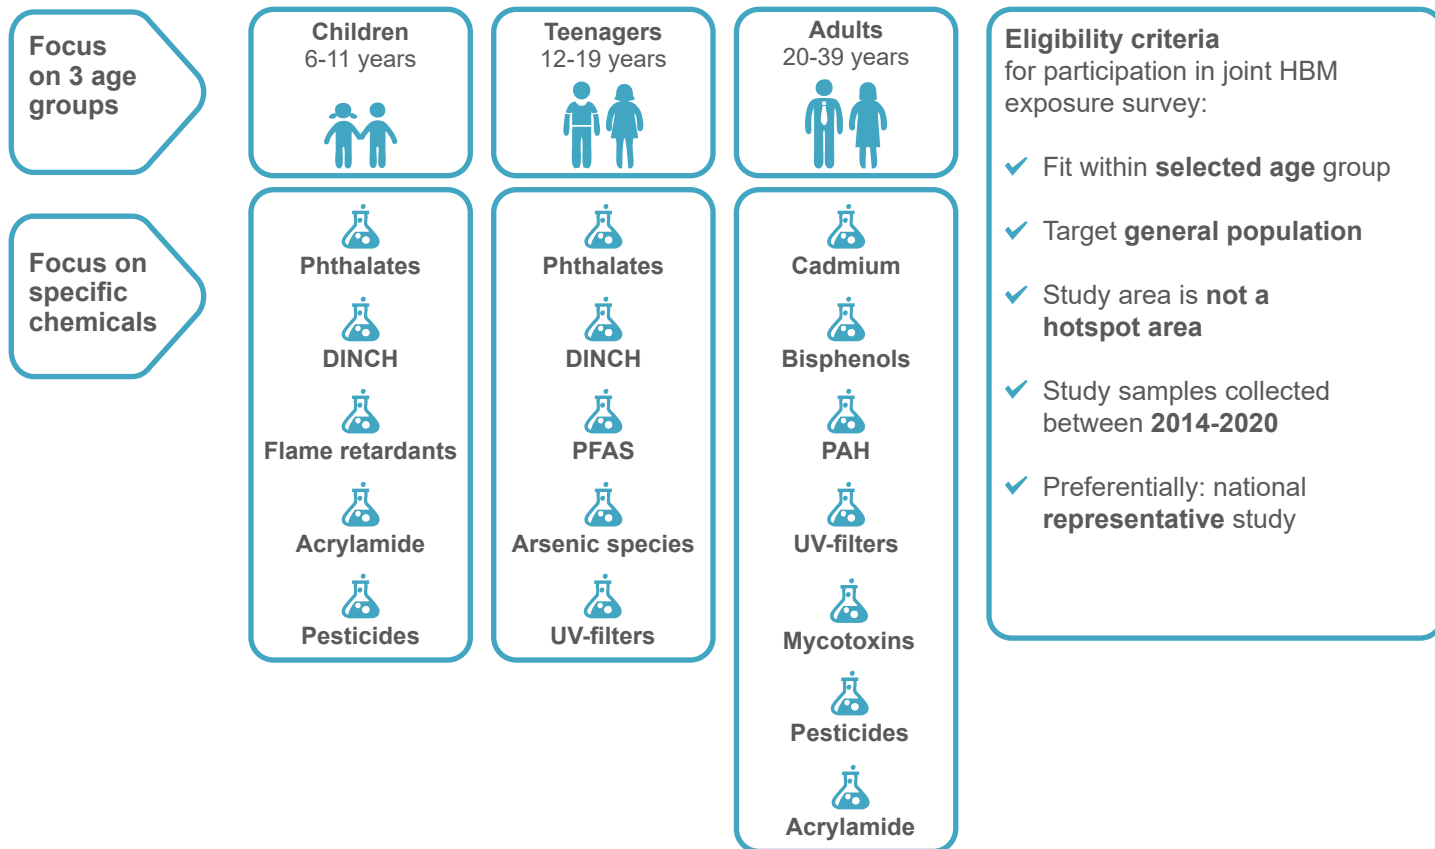 Focus
on 3 age
groups
Children
6-11 years
Teenagers
12-19 years
Adults
20-39 years
Focus on
specific
chemicals
Phthalates
DINCH
Flame retardants
Acrylamide
Pesticides
Phthalates
DINCH
PFAS
Arsenic species
UV-filters
Cadmium
Bisphenols
PAH
UV-filters
Mycotoxins
Pesticides
Acrylamide
Eligibility criteria
for participation in joint HBM
exposure survey:
Fit within selected age group
Target general population
Study area is not a
hotspot area
Study samples collected
between 2014-2020
Preferentially: national
representative study